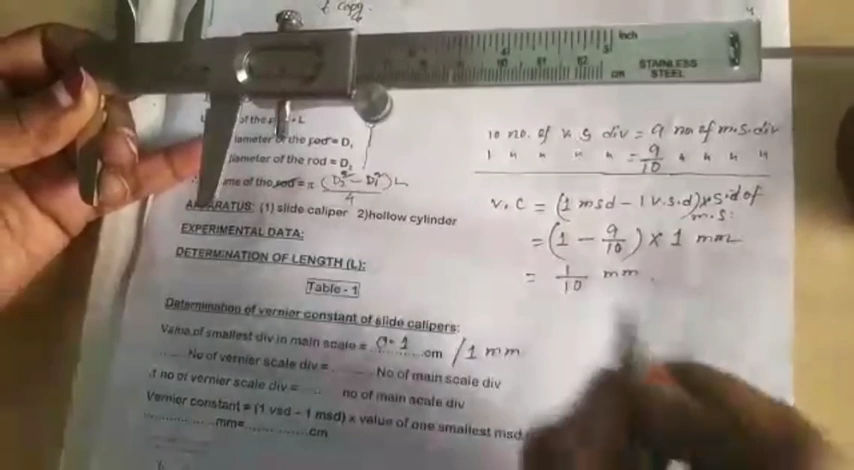 inch
STAINLESS
STEEL
cm
of the rod = L
iameter of the rod = D₁
iameter of the rod = D₂
me of the rod = π (D₂² - D₁²) L
4
APPARATUS: (1) slide caliper 2)hollow cylinder
EXPERIMENTAL DATA:
DETERMINATION OF LENGTH (L):
Table - 1
Determination of vernier constant of slide calipers:
Value of smallest div in main scale = 0.1 cm / 1 mm
...... No of vernier scale div = ........ No of main scale div
.1 no of vernier scale div = ...... no of main scale div
Vernier constant = (1 vsd - 1 msd) x value of one smallest msd
................mm=................cm
10 no. of v.s div = 9 no of m.s.div
1 " " " " = 9/10 " " " "
V.C = (1 msd - 1 v.s.d) x s.d of
m.s.
= (1 - 9/10) x 1 mm
= 1/10 mm